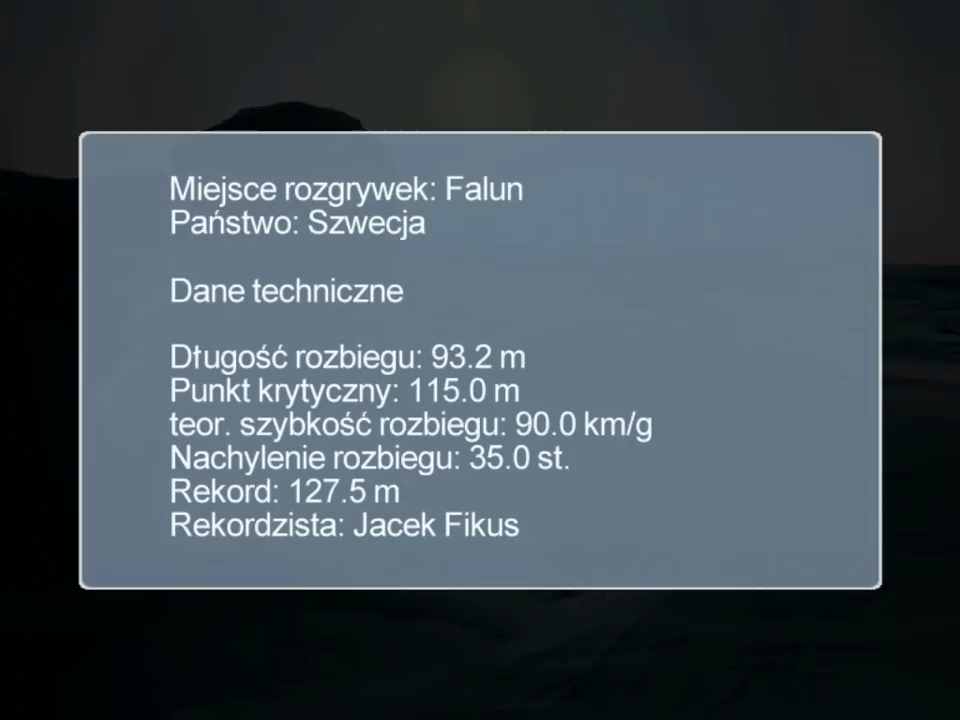 Miejsce rozgrywek: Falun
Państwo: Szwecja
Dane techniczne
Długość rozbiegu: 93.2 m
Punkt krytyczny: 115.0 m
teor. szybkość rozbiegu: 90.0 km/g
Nachylenie rozbiegu: 35.0 st.
Rekord: 127.5 m
Rekordzista: Jacek Fikus